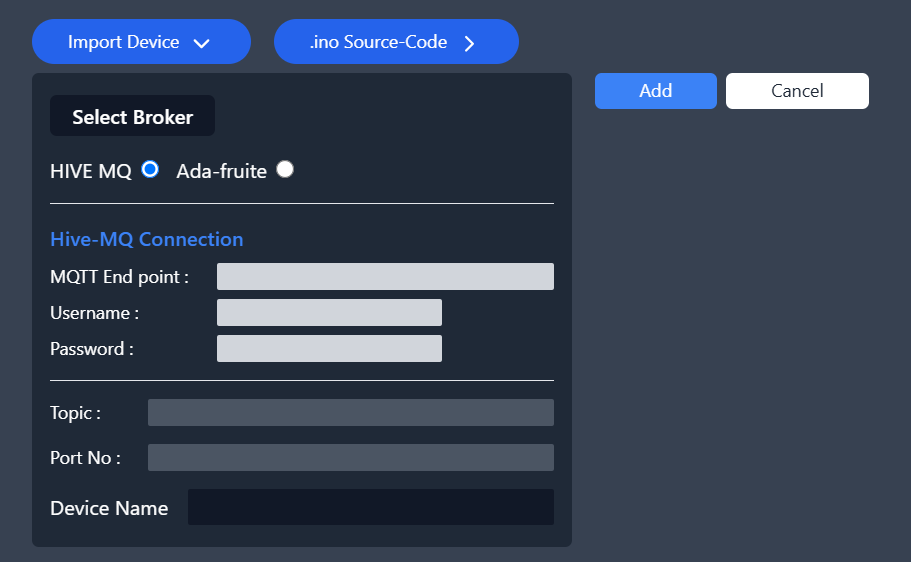 Import Device
.ino Source-Code
Add
Cancel
Select Broker
HIVE MQ Ada-fruite
Hive-MQ Connection
MQTT End point :
Username :
Password :
Topic :
Port No :
Device Name